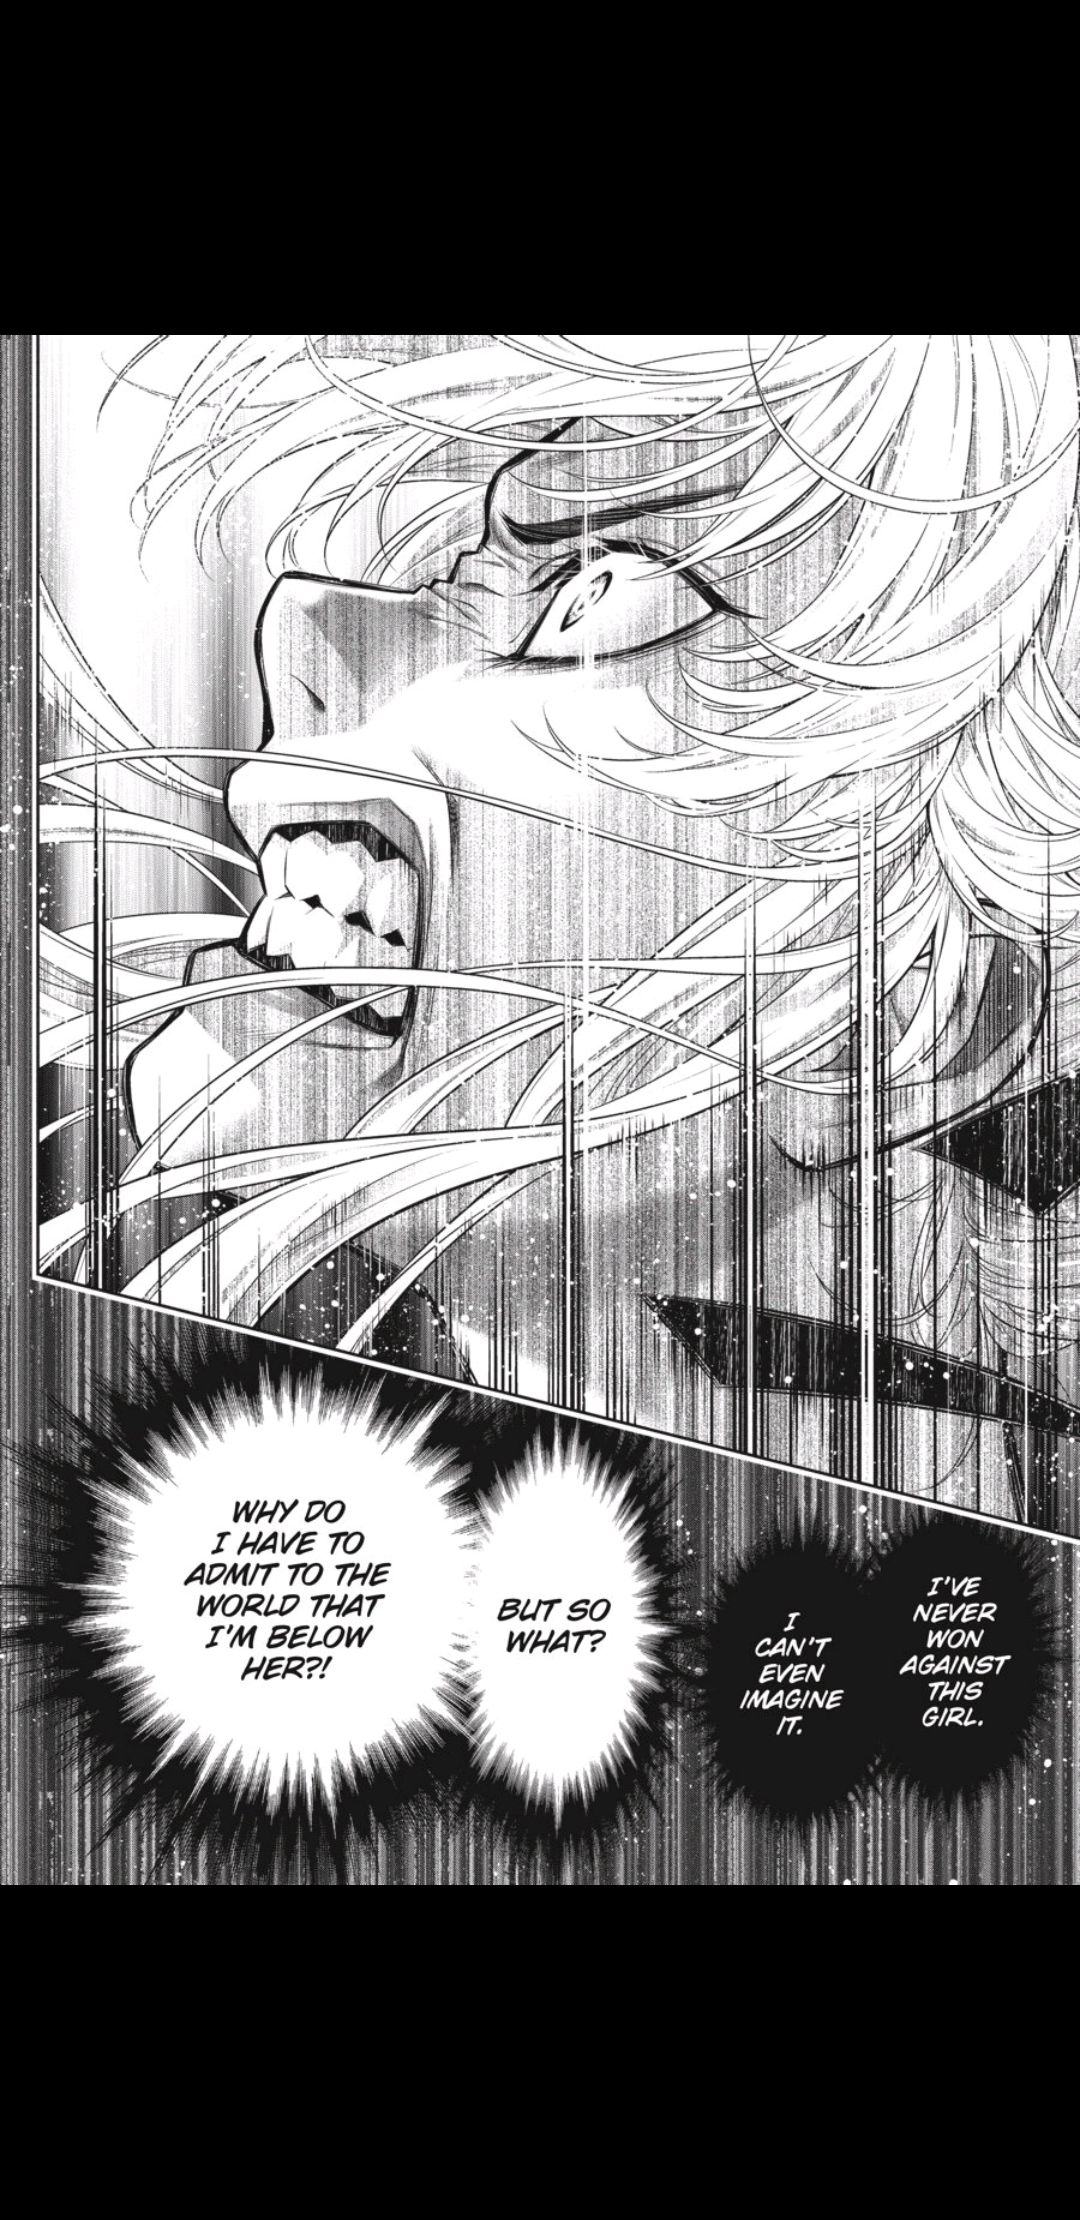 I'VE
NEVER
WON
AGAINST
THIS
GIRL.
I
CAN'T
EVEN
IMAGINE
IT.
BUT SO
WHAT?
WHY DO
I HAVE TO
ADMIT TO THE
WORLD THAT
I'M BELOW
HER?!